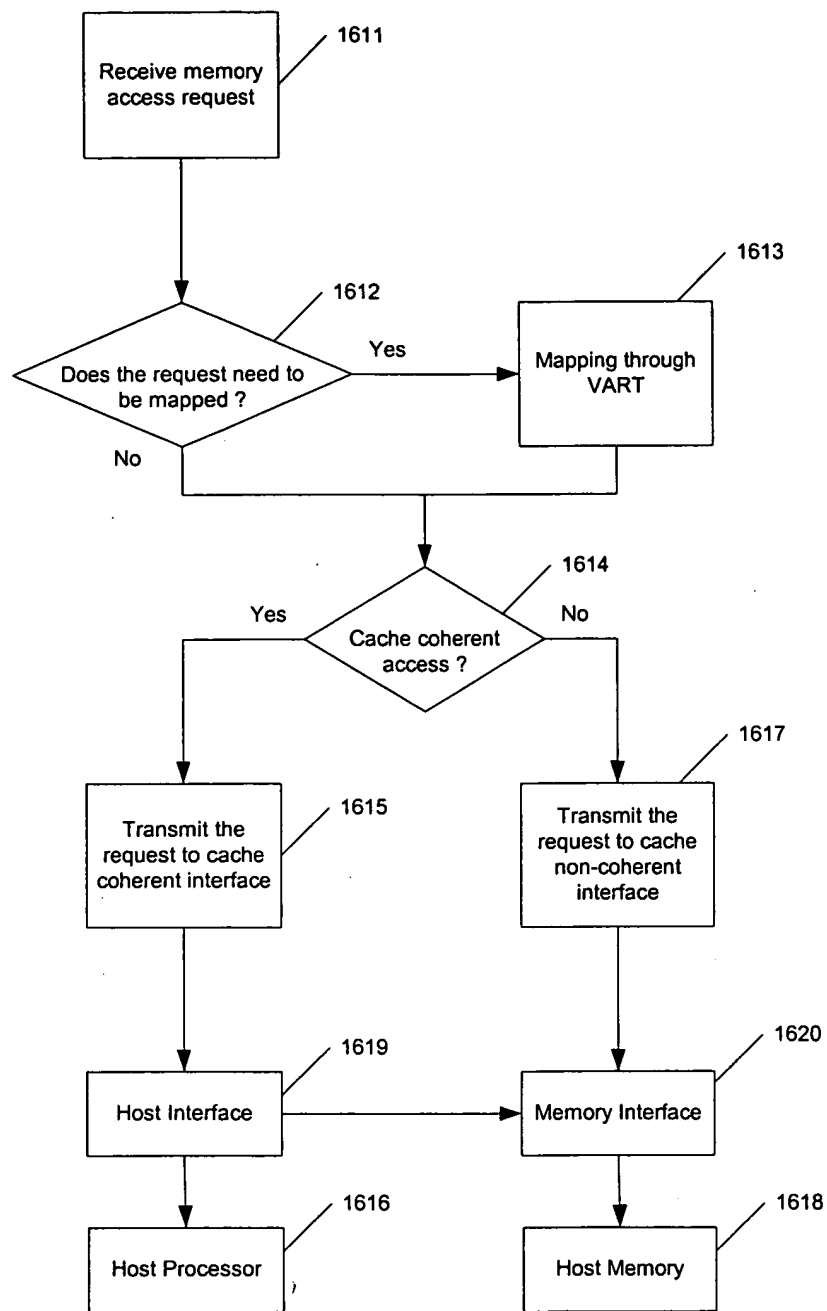 1611
Receive memory
access request
1613
1612
Yes
Does the request need to
be mapped ?
Mapping through
VART
No
1614
Yes
No
Cache coherent
access ?
1617
1615
Transmit the
request to cache
coherent interface
Transmit the
request to cache
non-coherent
interface
1619
1620
Host Interface
Memory Interface
1616
1618
Host Processor
Host Memory